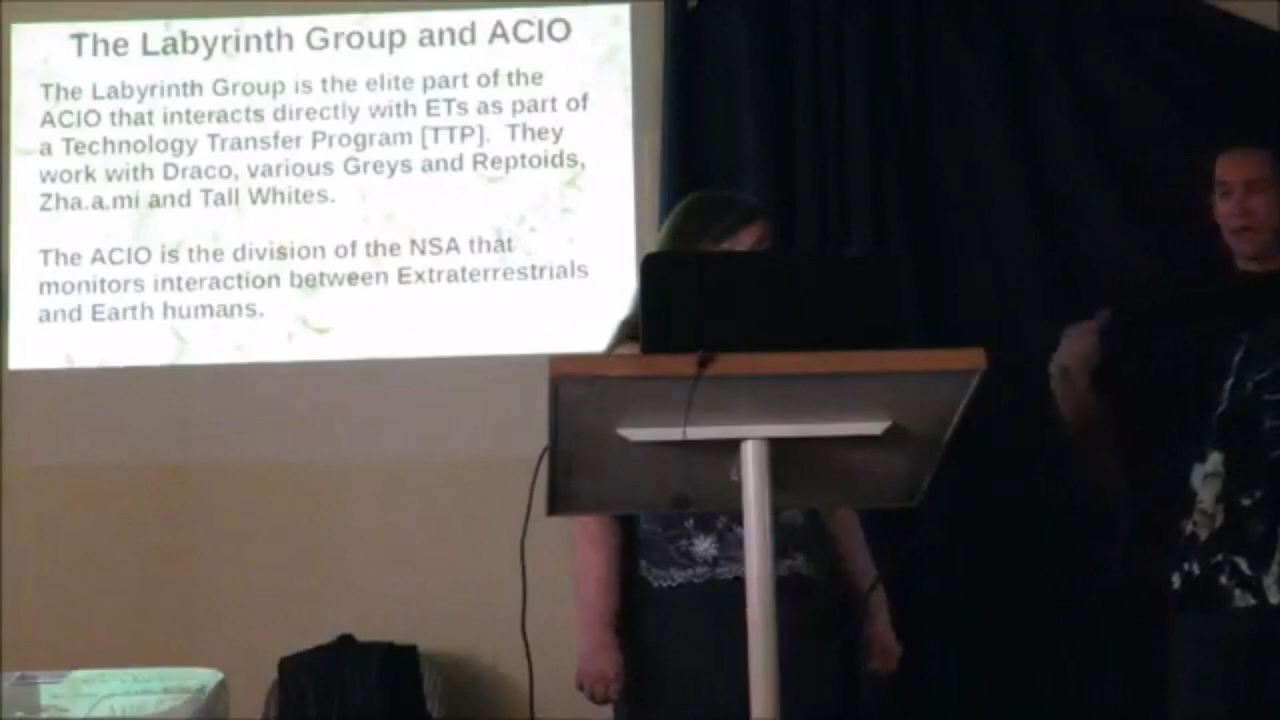 The Labyrinth Group and ACIO
The Labyrinth Group is the elite part of the
ACIO that interacts directly with ETs as part of
a Technology Transfer Program [TTP].  They
work with Draco, various Greys and Reptoids,
Zha.a.mi and Tall Whites.
The ACIO is the division of the NSA that
monitors interaction between Extraterrestrials
and Earth humans.